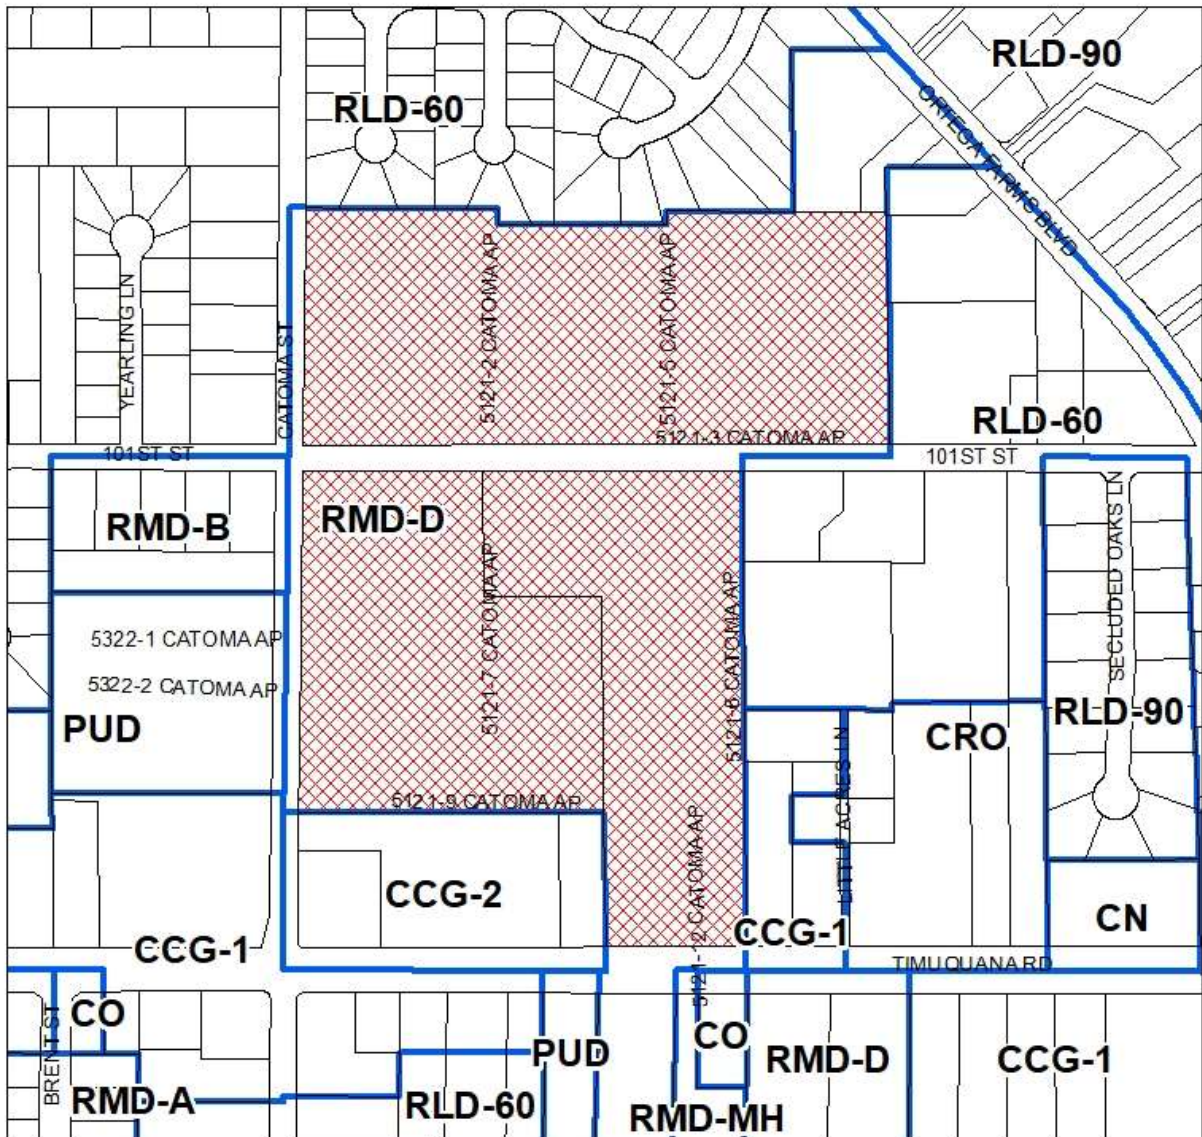 RLD-90
RLD-60
ORTEGA FARMS BLVD
YEARLING LN
CATOMA ST
5121-2 CATOMA AP
5121-5 CATOMA AP
RLD-60
5121-3 CATOMA AP
101ST ST
101ST ST
RMD-B
RMD-D
SECLUDED OAKS LN
5121-7 CATOMA AP
5121-6 CATOMA AP
5322-1 CATOMA AP
5322-2 CATOMA AP
PUD
RLD-90
CRO
LITTLE ACRES LN
5121-9 CATOMA AP
5121-12 CATOMA AP
CCG-2
CN
CCG-1
CCG-1
TIMUQUANA RD
BRENT ST
CO
CO
PUD
RMD-D
CCG-1
RMD-A
RLD-60
RMD-MH